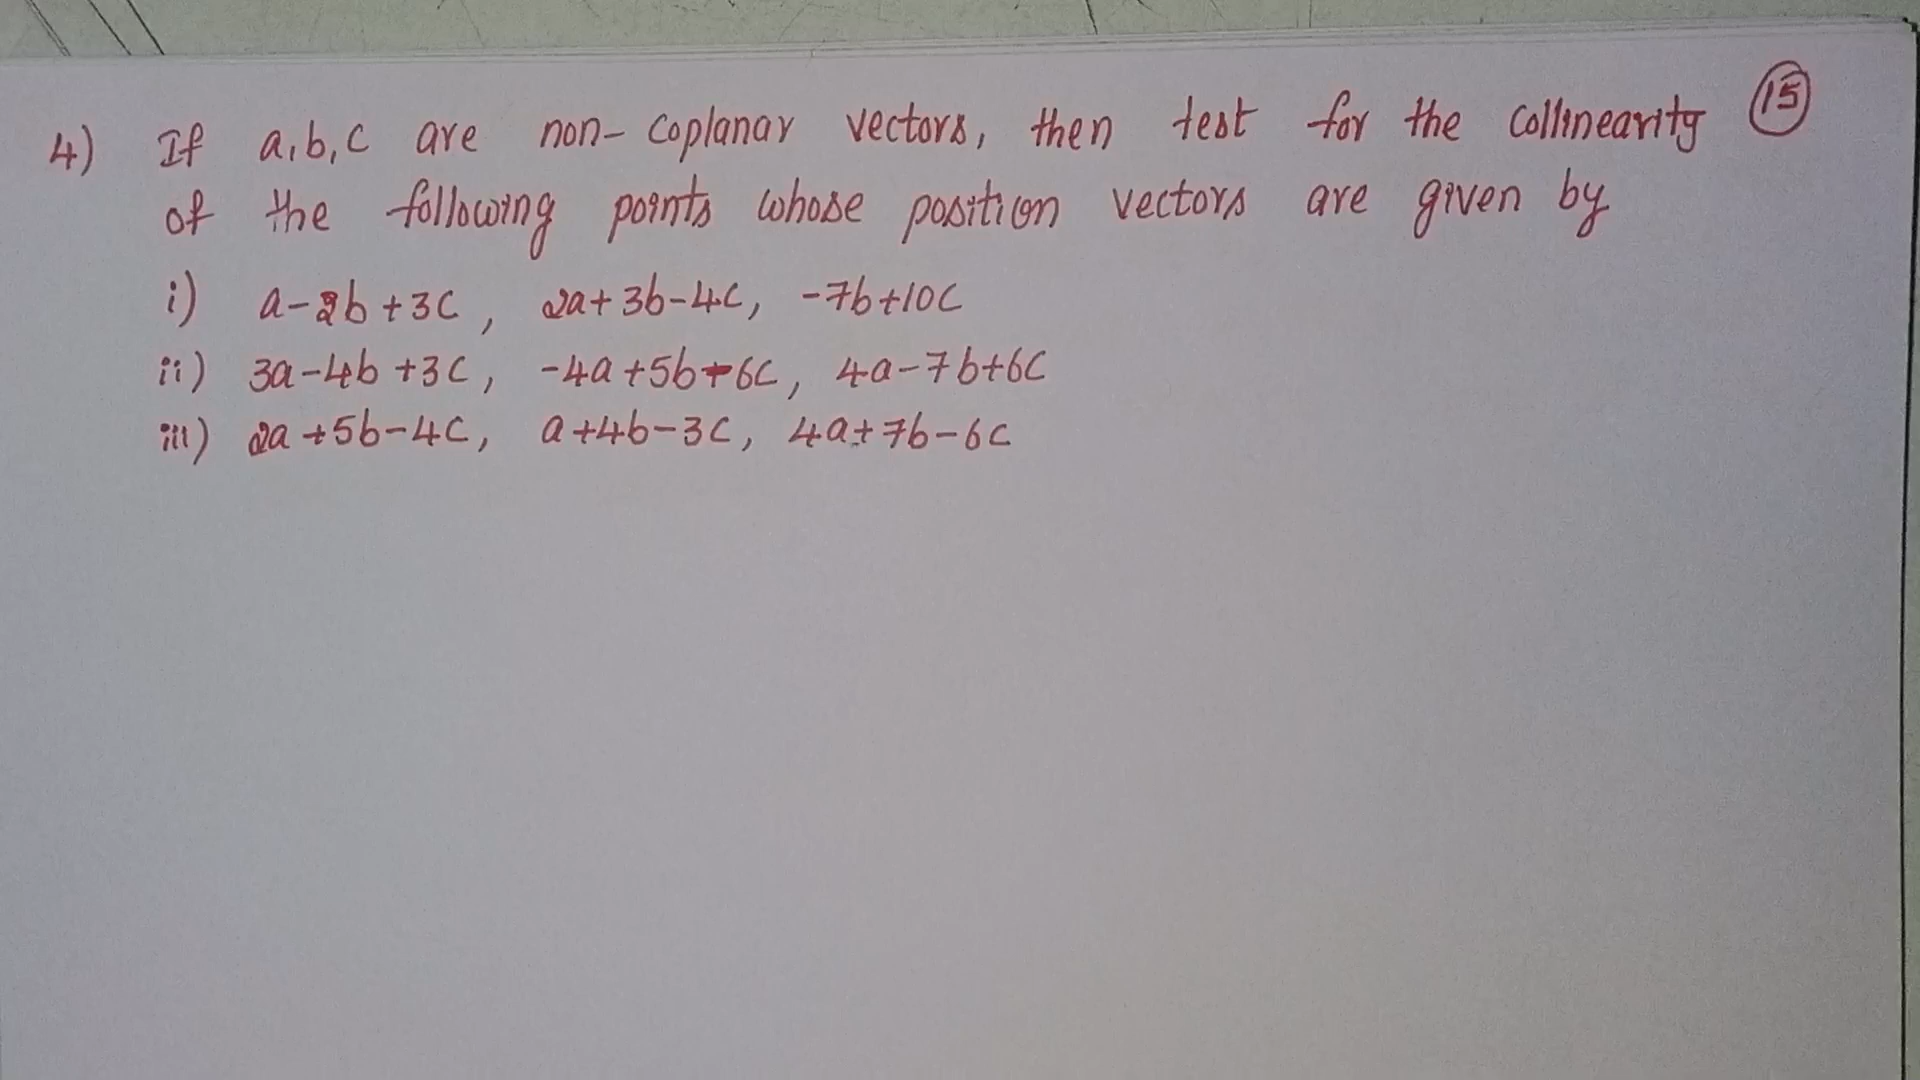 4) If a,b,c are non-coplanar vectors, then test for the collinearity (15)
of the following points whose position vectors are given by
i) a-2b+3c, 2a+3b-4c, -7b+10c
ii) 3a-4b+3c, -4a+5b-6c, 4a-7b+6c
iii) 2a+5b-4c, a+4b-3c, 4a+7b-6c